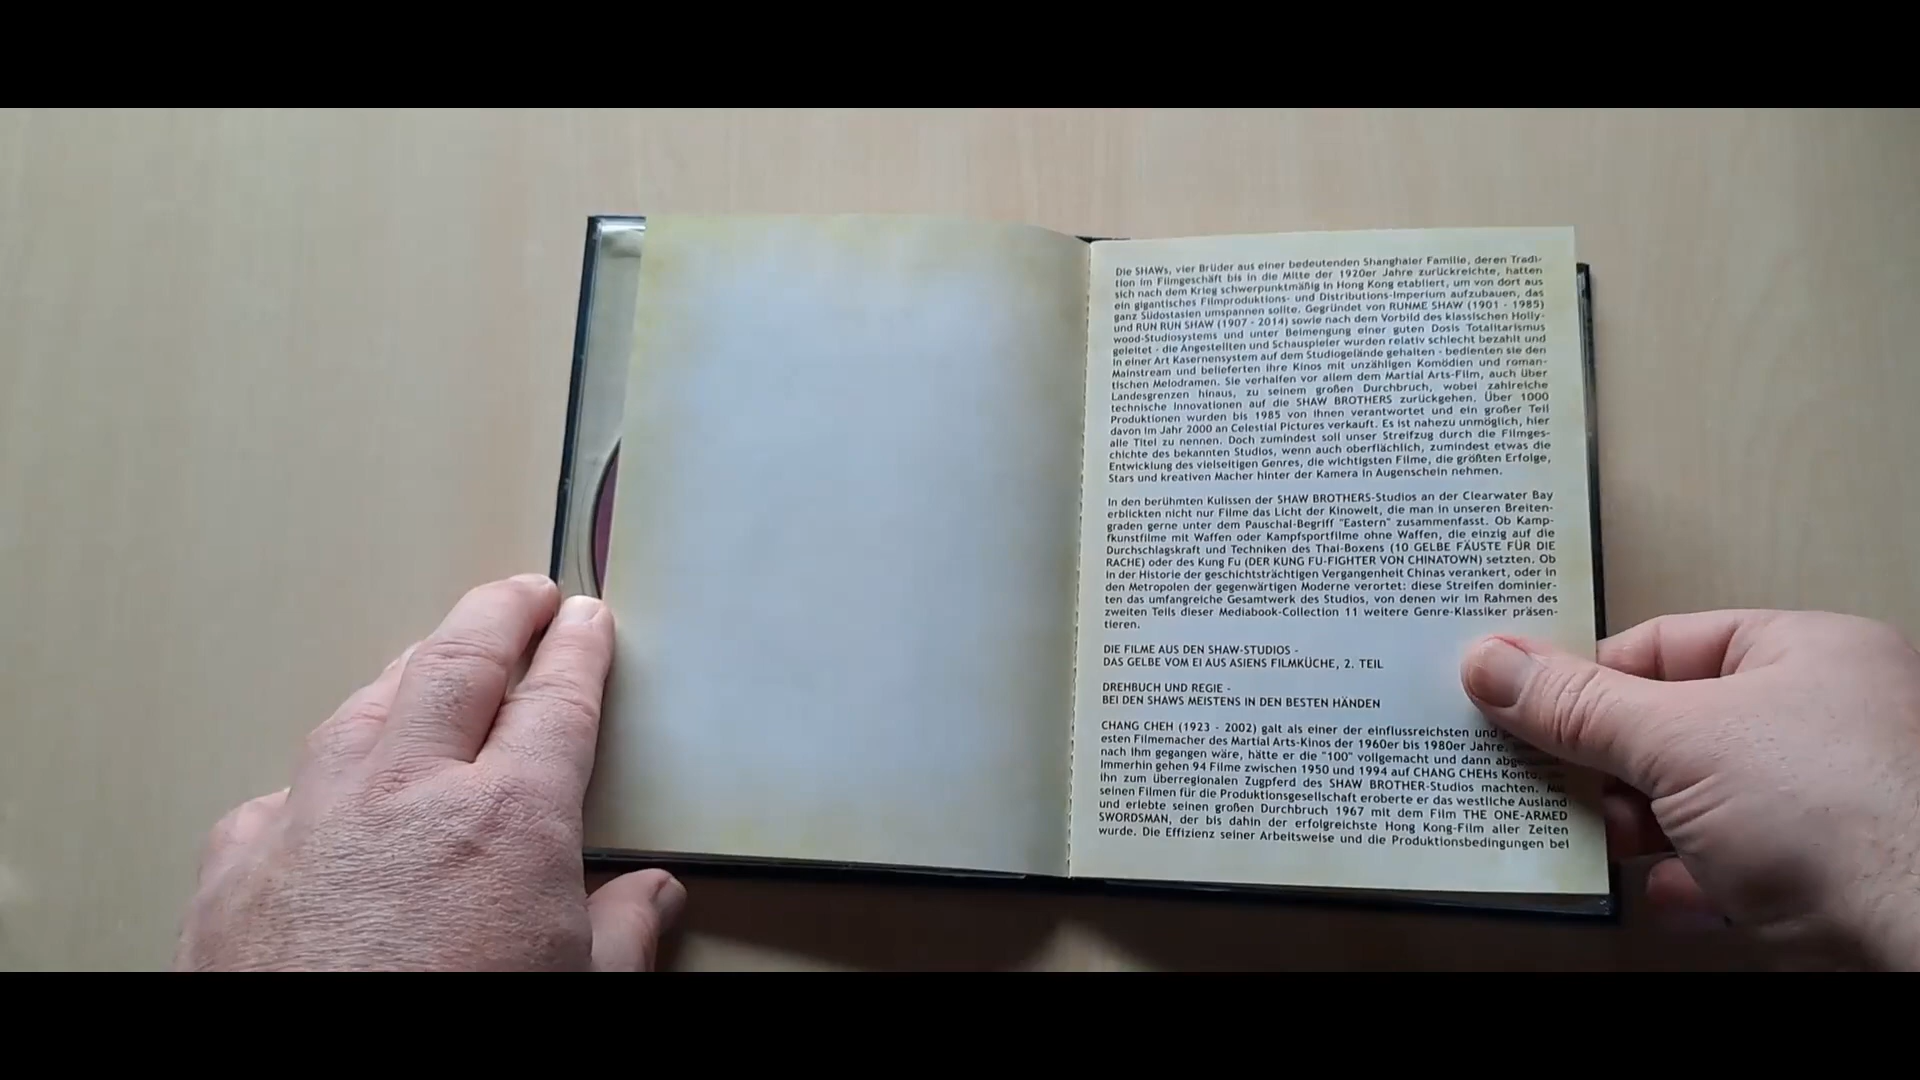 Die SHAWs, vier Brüder aus einer bedeutenden Shanghaier Familie, deren Tradi-
tion im Filmgeschäft bis in die Mitte der 1920er Jahre zurückreichte, hatten
sich nach dem Krieg schwerpunktmäßig in Hong Kong etabliert, um von dort aus
ein gigantisches Filmproduktions- und Distributions-Imperium aufzubauen, das
ganz Südostasien umspannen sollte. Gegründet von RUNME SHAW (1901 - 1985)
und RUN RUN SHAW (1907 - 2014) sowie nach dem Vorbild des klassischen Holly-
wood-Studiosystems und unter Beimengung einer guten Dosis Totalitarismus
geleitet - die Angestellten und Schauspieler wurden relativ schlecht bezahlt und
in einer Art Kasernensystem auf dem Studiogelände gehalten - bedienten sie den
Mainstream und belieferten ihre Kinos mit unzähligen Komödien und roman-
tischen Melodramen. Sie verhalfen vor allem dem Martial Arts-Film, auch über
Landesgrenzen hinaus, zu seinem großen Durchbruch, wobei zahlreiche
technische Innovationen auf die SHAW BROTHERS zurückgehen. Über 1000
Produktionen wurden bis 1985 von ihnen verantwortet und ein großer Teil
davon im Jahr 2000 an Celestial Pictures verkauft. Es ist nahezu unmöglich, hier
alle Titel zu nennen. Doch zumindest soll unser Streifzug durch die Filmges-
chichte des bekannten Studios, wenn auch oberflächlich, zumindest etwas die
Entwicklung des vielseitigen Genres, die wichtigsten Filme, die größten Erfolge,
Stars und kreativen Macher hinter der Kamera in Augenschein nehmen.
In den berühmten Kulissen der SHAW BROTHERS-Studios an der Clearwater Bay
erblickten nicht nur Filme das Licht der Kinowelt, die man in unseren Breiten-
graden gerne unter dem Pauschal-Begriff "Eastern" zusammenfasst. Ob Kamp-
fkunstfilme mit Waffen oder Kampfsportfilme ohne Waffen, die einzig auf die
Durchschlagskraft und Techniken des Thai-Boxens (10 GELBE FÄUSTE FÜR DIE
RACHE) oder des Kung Fu (DER KUNG FU-FIGHTER VON CHINATOWN) setzten. Ob
in der Historie der geschichtsträchtigen Vergangenheit Chinas verankert, oder in
den Metropolen der gegenwärtigen Moderne verortet: diese Streifen dominier-
ten das umfangreiche Gesamtwerk des Studios, von denen wir im Rahmen des
zweiten Teils dieser Mediabook-Collection 11 weitere Genre-Klassiker präsen-
tieren.
DIE FILME AUS DEN SHAW-STUDIOS -
DAS GELBE VOM EI AUS ASIENS FILMKÜCHE, 2. TEIL
DREHBUCH UND REGIE -
BEI DEN SHAWS MEISTENS IN DEN BESTEN HÄNDEN
CHANG CHEH (1923 - 2002) galt als einer der einflussreichsten und
esten Filmemacher des Martial Arts-Kinos der 1960er bis 1980er Jahre,
nach ihm gegangen wäre, hätte er die "100" vollgemacht und dann
Immerhin gehen 94 Filme zwischen 1950 und 1994 auf CHANG CHEHs Konto,
ihn zum überregionalen Zugpferd des SHAW BROTHER-Studios machten.
seinen Filmen für die Produktionsgesellschaft eroberte er das westliche Ausland
und erlebte seinen großen Durchbruch 1967 mit dem Film THE ONE-ARMED
SWORDSMAN, der bis dahin der erfolgreichste Hong Kong-Film aller Zeiten
wurde. Die Effizienz seiner Arbeitsweise und die Produktionsbedingungen bei